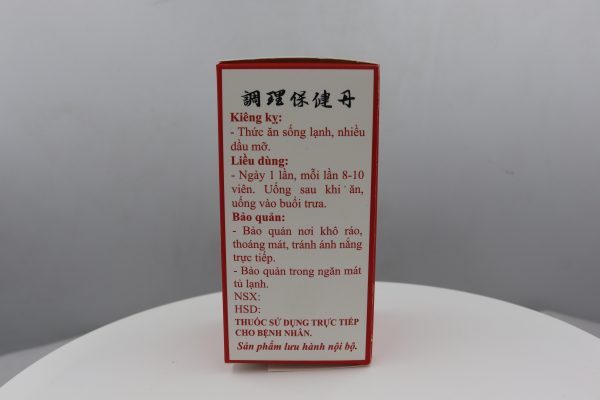 調理保健丹
Kiêng kỵ:
- Thức ăn sống lạnh, nhiều
dầu mỡ.
Liều dùng:
- Ngày 1 lần, mỗi lần 8-10
viên. Uống sau khi ăn,
uống vào buổi trưa.
Bảo quản:
- Bảo quản nơi khô ráo,
thoáng mát, tránh ánh nắng
trực tiếp.
- Bảo quản trong ngăn mát
tủ lạnh.
NSX:
HSD:
THUỐC SỬ DỤNG TRỰC TIẾP
CHO BỆNH NHÂN.
Sản phẩm lưu hành nội bộ.